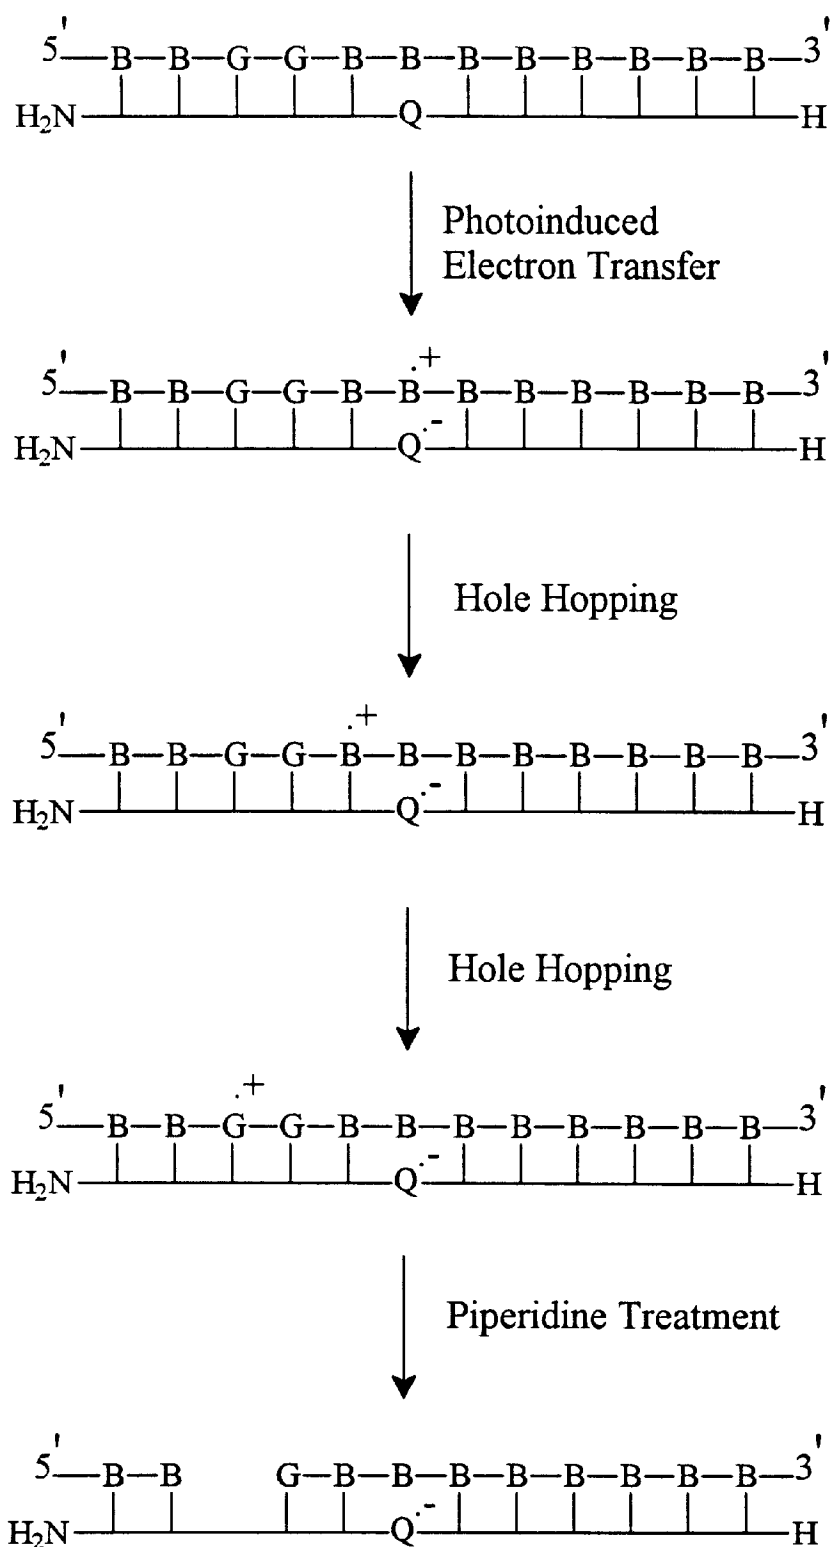 5'—B—B—G—G—B—B—B—B—B—B—B—B—3'
H₂N—Q—H
Photoinduced
Electron Transfer
.+
5'—B—B—G—G—B—B—B—B—B—B—B—B—3'
H₂N—Q.-—H
Hole Hopping
.+
5'—B—B—G—G—B—B—B—B—B—B—B—B—3'
H₂N—Q.-—H
Hole Hopping
.+
5'—B—B—G—G—B—B—B—B—B—B—B—B—3'
H₂N—Q.-—H
Piperidine Treatment
5'—B—B G—B—B—B—B—B—B—B—B—3'
H₂N—Q.-—H